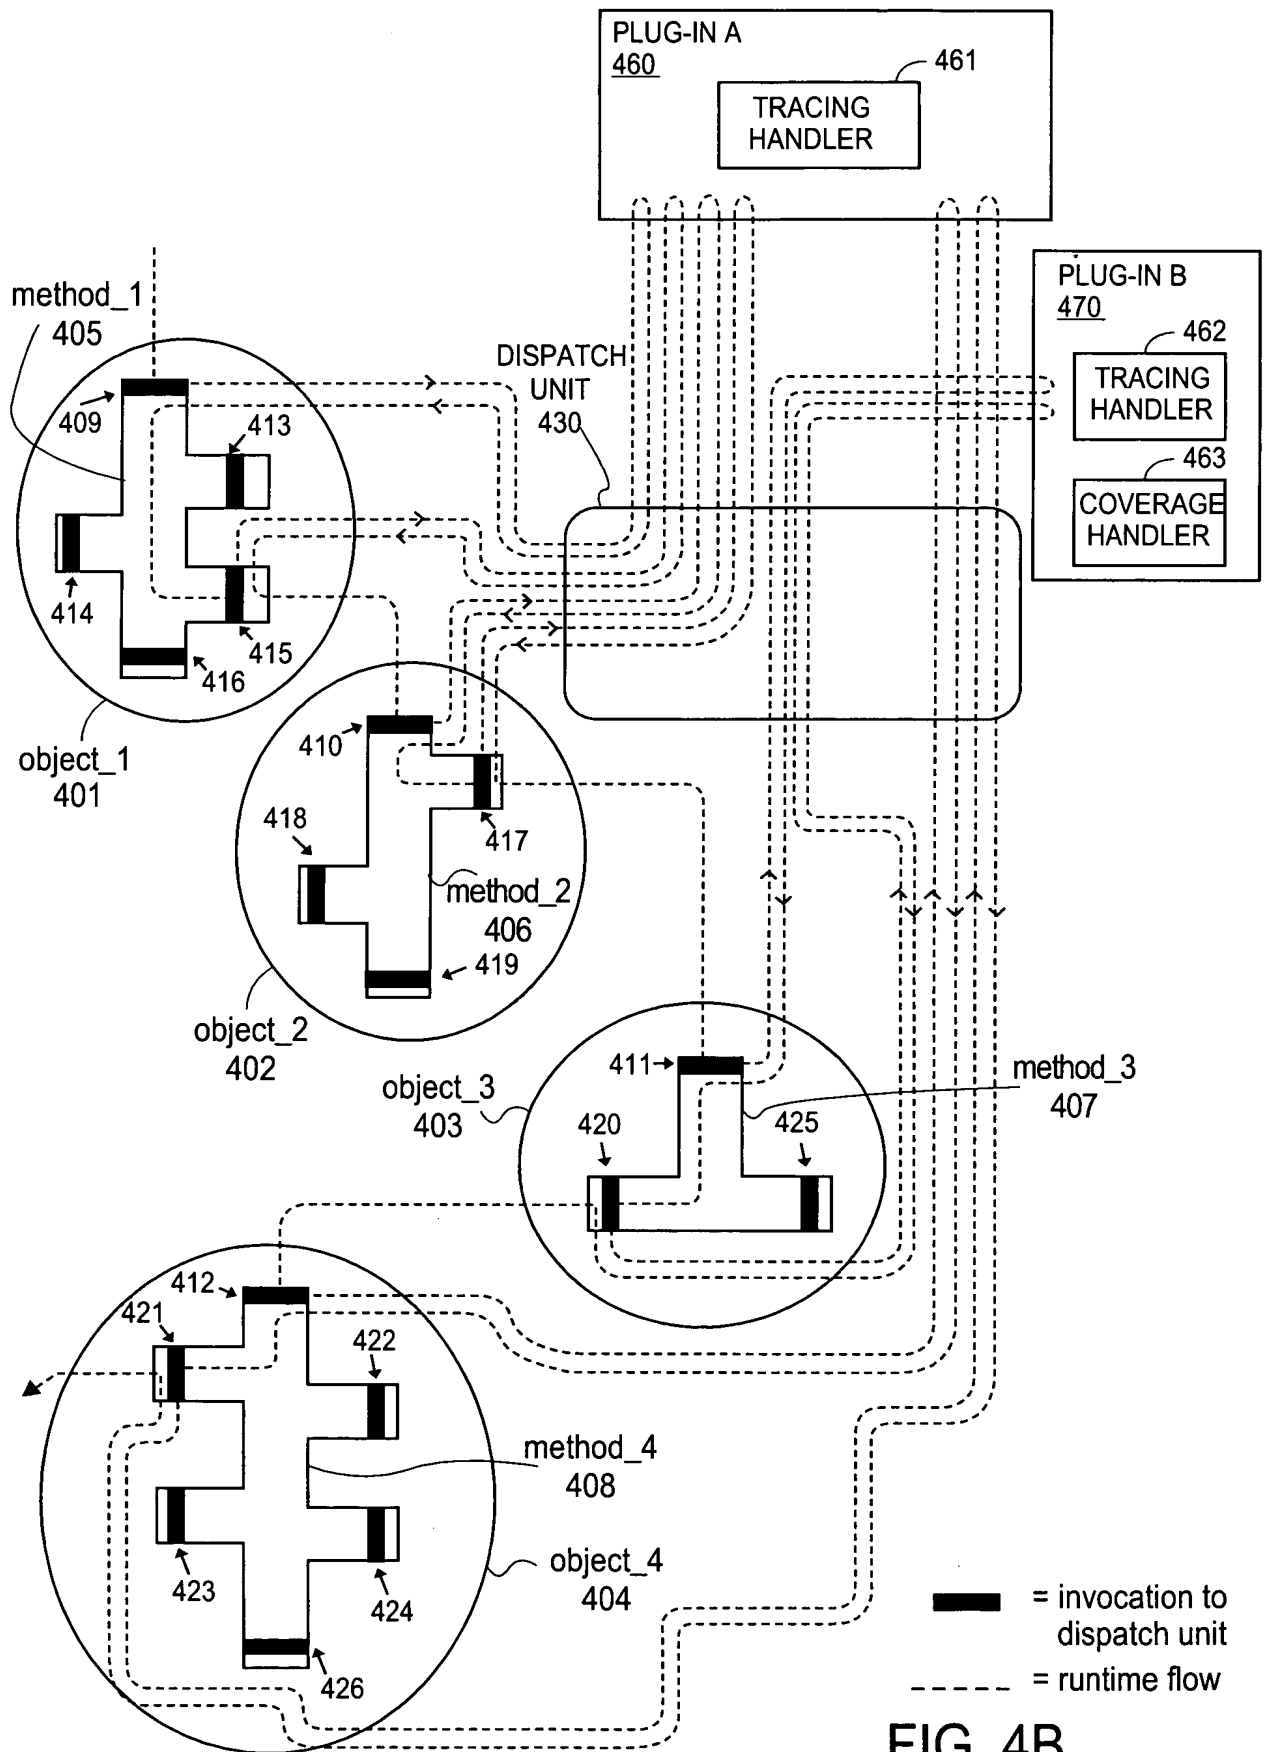 PLUG-IN A
460
461
TRACING
HANDLER
PLUG-IN B
470
462
TRACING
HANDLER
463
COVERAGE
HANDLER
method_1
405
DISPATCH
UNIT
430
409
413
414
415
416
object_1
401
410
418
417
method_2
406
419
object_2
402
411
object_3
403
method_3
407
420
425
412
421
422
method_4
408
423
424
object_4
404
426
= invocation to
dispatch unit
= runtime flow
FIG. 4B